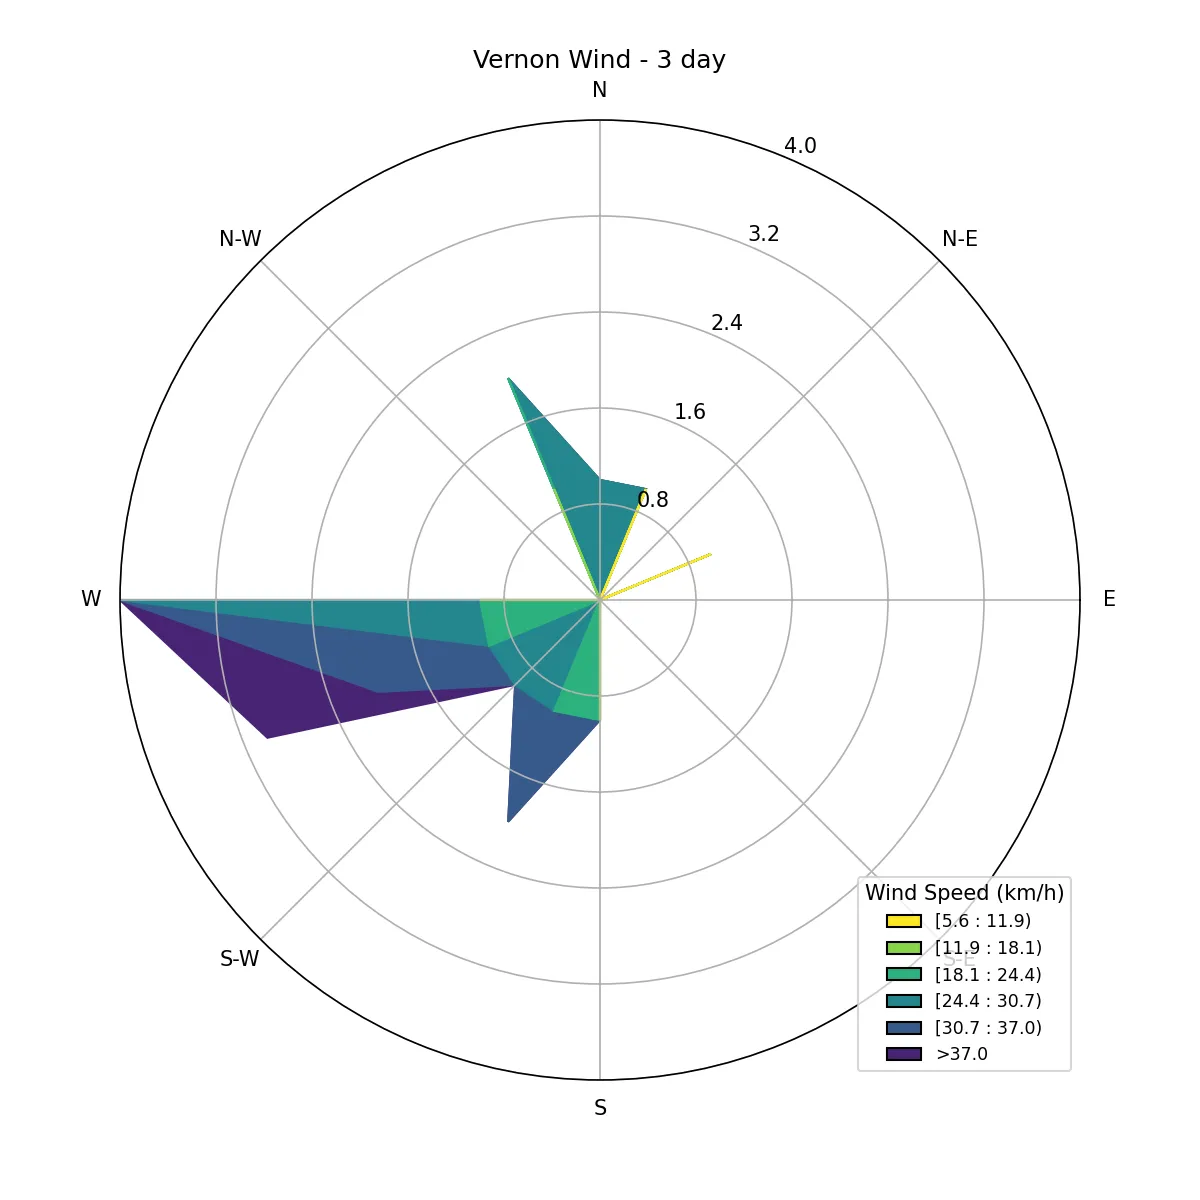 Vernon Wind - 3 day
N
4.0
N-W
3.2
N-E
2.4
1.6
0.8
W
E
Wind Speed (km/h)
[5.6 : 11.9)
[11.9 : 18.1)
S-W
S-E
[18.1 : 24.4)
[24.4 : 30.7)
[30.7 : 37.0)
>37.0
S